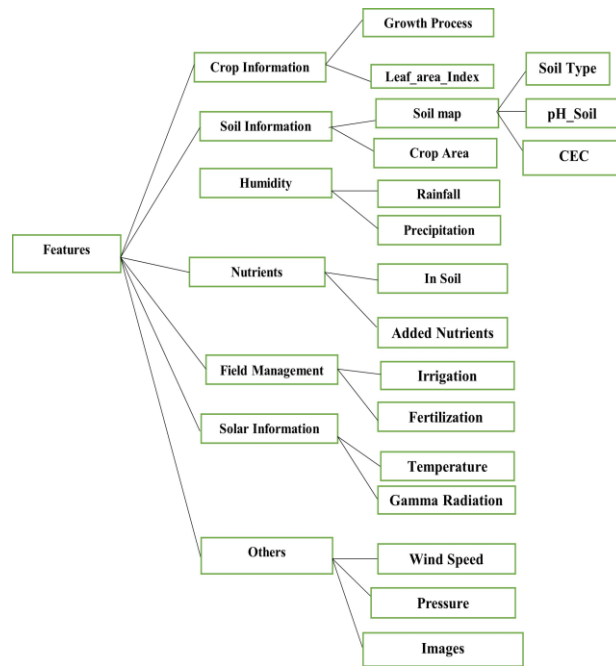 Growth Process
Crop Information
Leaf_area_Index
Soil Type
Soil map
pH_Soil
Soil Information
Crop Area
CEC
Humidity
Rainfall
Precipitation
Features
Nutrients
In Soil
Added Nutrients
Field Management
Irrigation
Fertilization
Solar Information
Temperature
Gamma Radiation
Others
Wind Speed
Pressure
Images